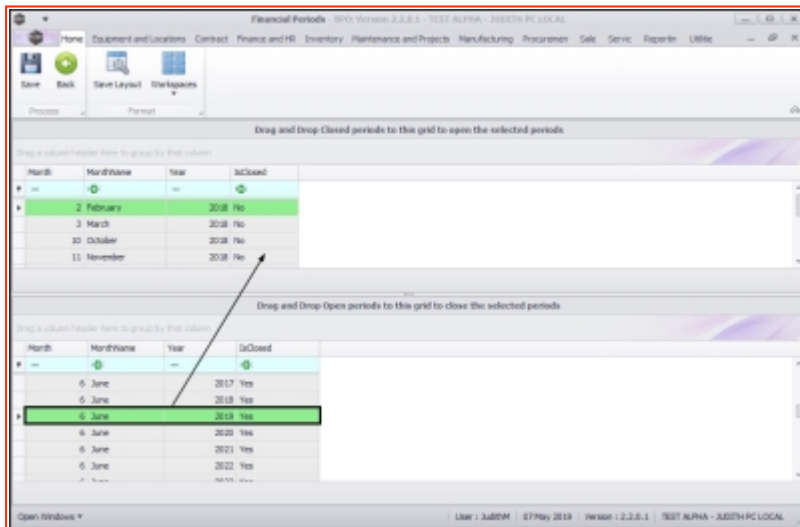 Financial Periods - BPO: Version 2.2.0.1 - TEST ALPHA - JUDITH PC LOCAL
Home Equipment and Locations Contract Finance and HR Inventory Maintenance and Projects Manufacturing Procuremen Sale Servic Reportin Utilitie
Save Back Save Layout Workspaces
Process Format
Drag and Drop Closed periods to this grid to open the selected periods
Drag a column header here to group by that column
Month MonthName Year IsClosed
2 February 2018 No
3 March 2018 No
10 October 2018 No
11 November 2018 No
Drag and Drop Open periods to this grid to close the selected periods
Drag a column header here to group by that column
Month MonthName Year IsClosed
6 June 2017 Yes
6 June 2018 Yes
6 June 2019 Yes
6 June 2020 Yes
6 June 2021 Yes
6 June 2022 Yes
Open Windows User : JudithM 07 May 2019 Version : 2.2.0.1 TEST ALPHA - JUDITH PC LOCAL